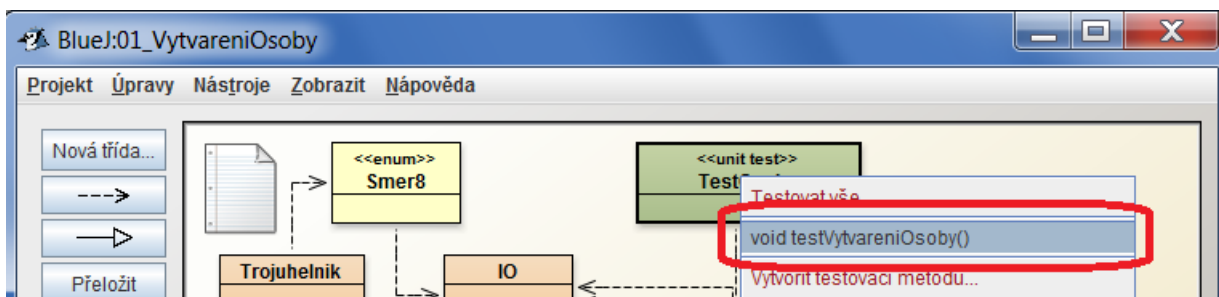 BlueJ:01_VytvareniOsoby
Projekt Úpravy Nástroje Zobrazit Nápověda
Nová třída...
<<enum>>
Smer8
<<unit test>>
Testovat vše
void testVytvareniOsoby()
Vytvořit testovací metodu...
Přeložit
Trojuhelnik
IO